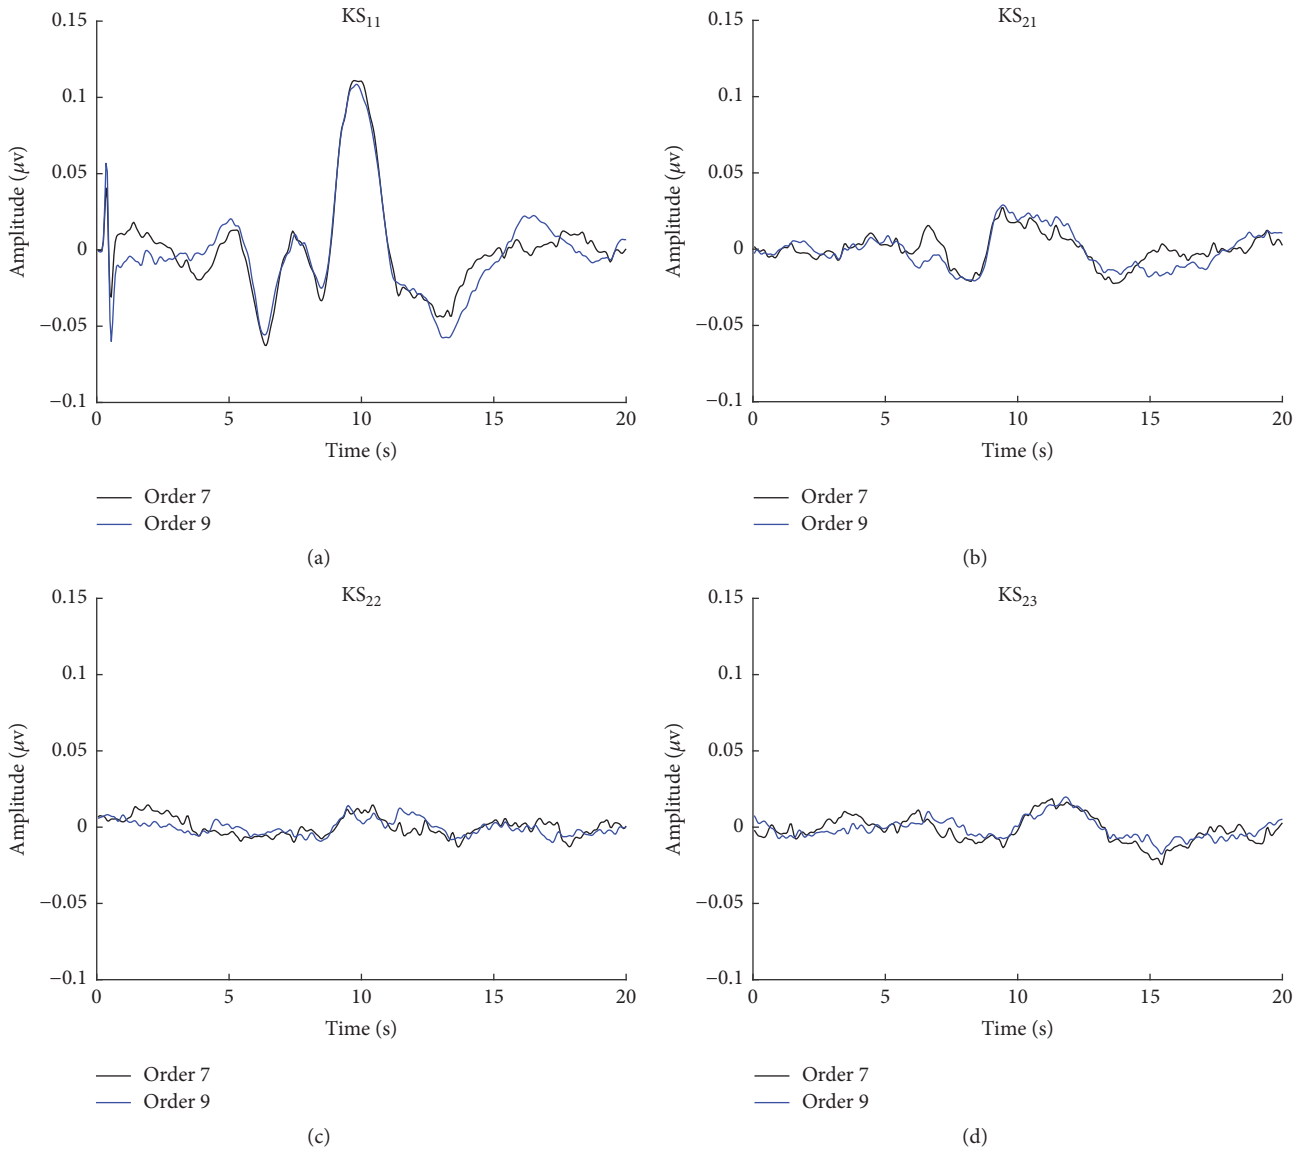 KS11
0.15
0.1
0.05
0
−0.05
−0.1
Amplitude (μv)
0 5 10 15 20
Time (s)
Order 7
Order 9
(a)
KS21
0.15
0.1
0.05
0
−0.05
−0.1
Amplitude (μv)
0 5 10 15 20
Time (s)
Order 7
Order 9
(b)
KS22
0.15
0.1
0.05
0
−0.05
−0.1
Amplitude (μv)
0 5 10 15 20
Time (s)
Order 7
Order 9
(c)
KS23
0.15
0.1
0.05
0
−0.05
−0.1
Amplitude (μv)
0 5 10 15 20
Time (s)
Order 7
Order 9
(d)